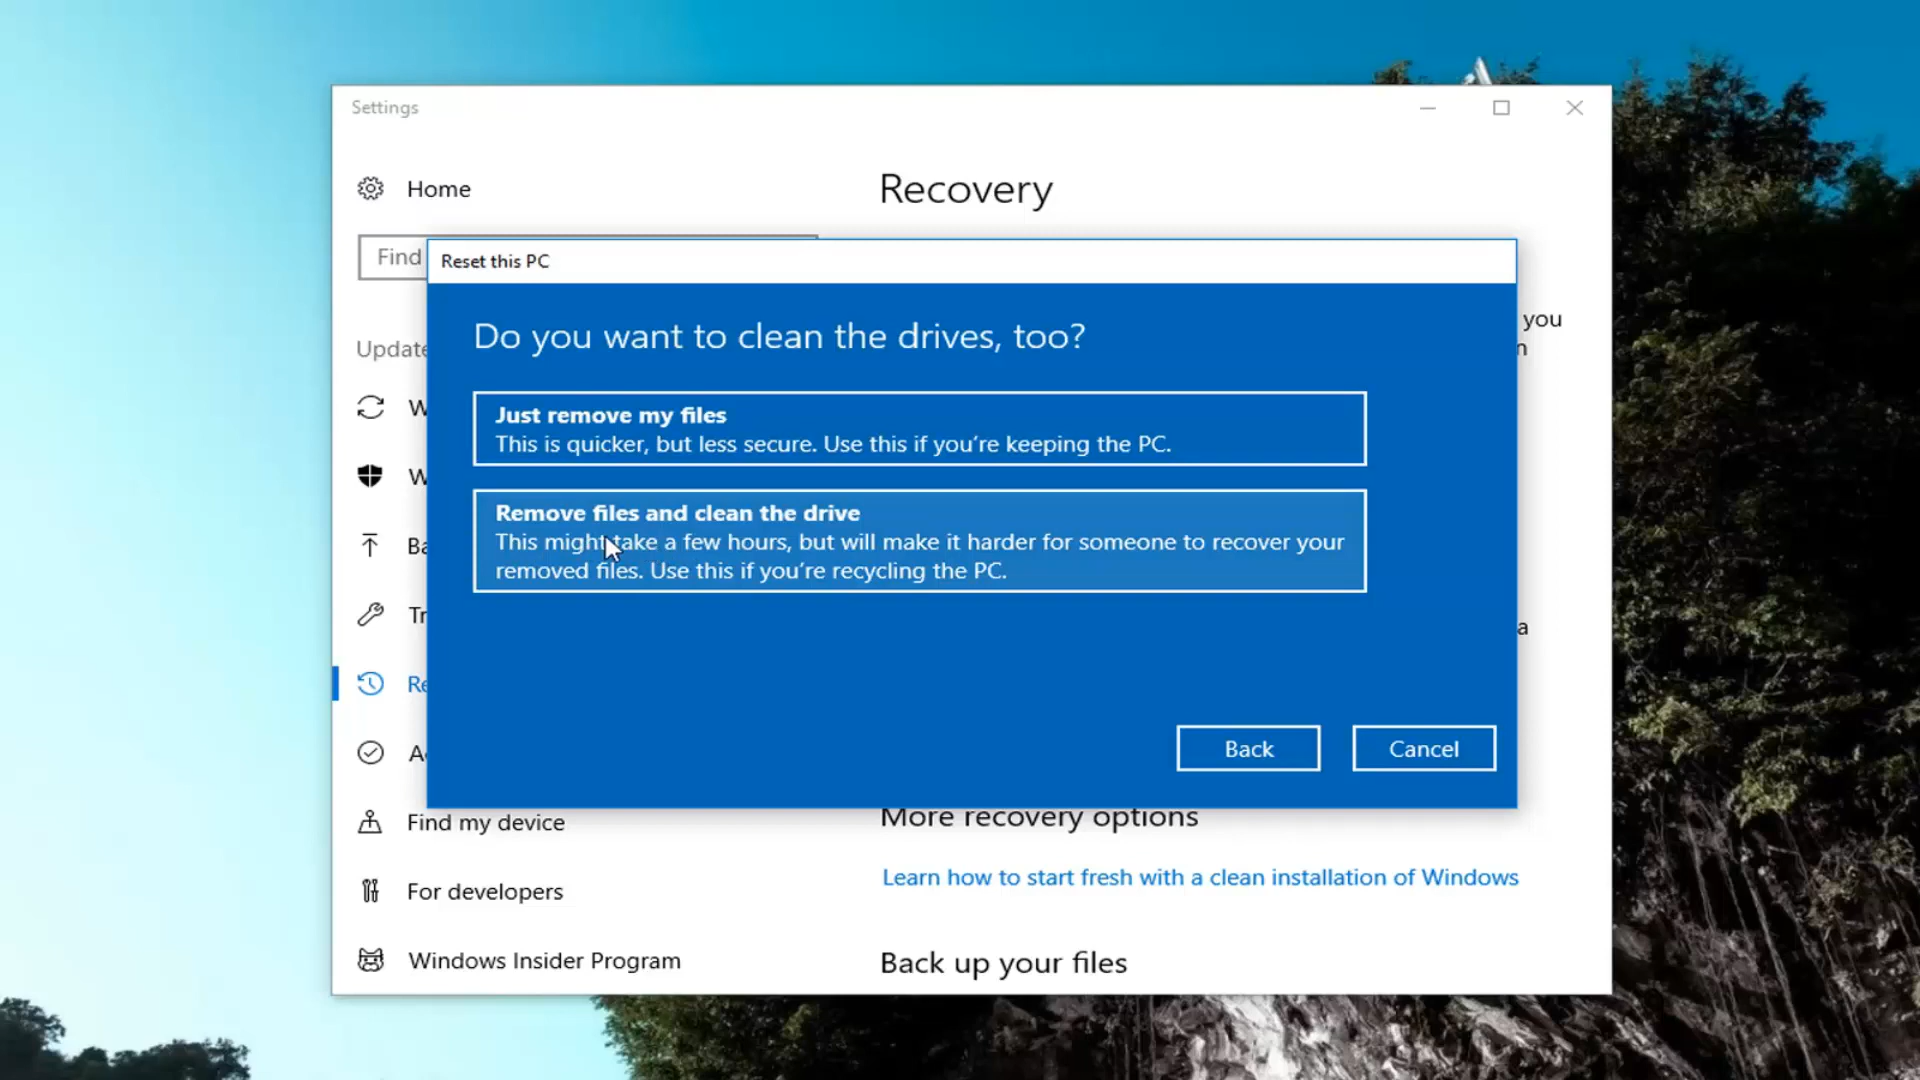 Settings
Home
Recovery
Find
Reset this PC
Do you want to clean the drives, too?
you
n
Update
Just remove my files
This is quicker, but less secure. Use this if you're keeping the PC.
W
W
Remove files and clean the drive
This might take a few hours, but will make it harder for someone to recover your
removed files. Use this if you're recycling the PC.
Ba
Tr
a
Re
Back
Cancel
A
Find my device
More recovery options
Learn how to start fresh with a clean installation of Windows
For developers
Windows Insider Program
Back up your files